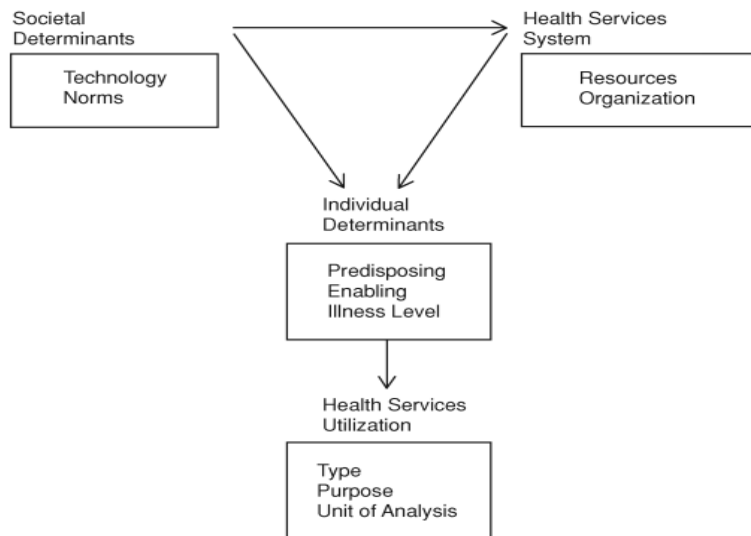 Societal
Determinants
Technology
Norms
Health Services
System
Resources
Organization
Individual
Determinants
Predisposing
Enabling
Illness Level
Health Services
Utilization
Type
Purpose
Unit of Analysis